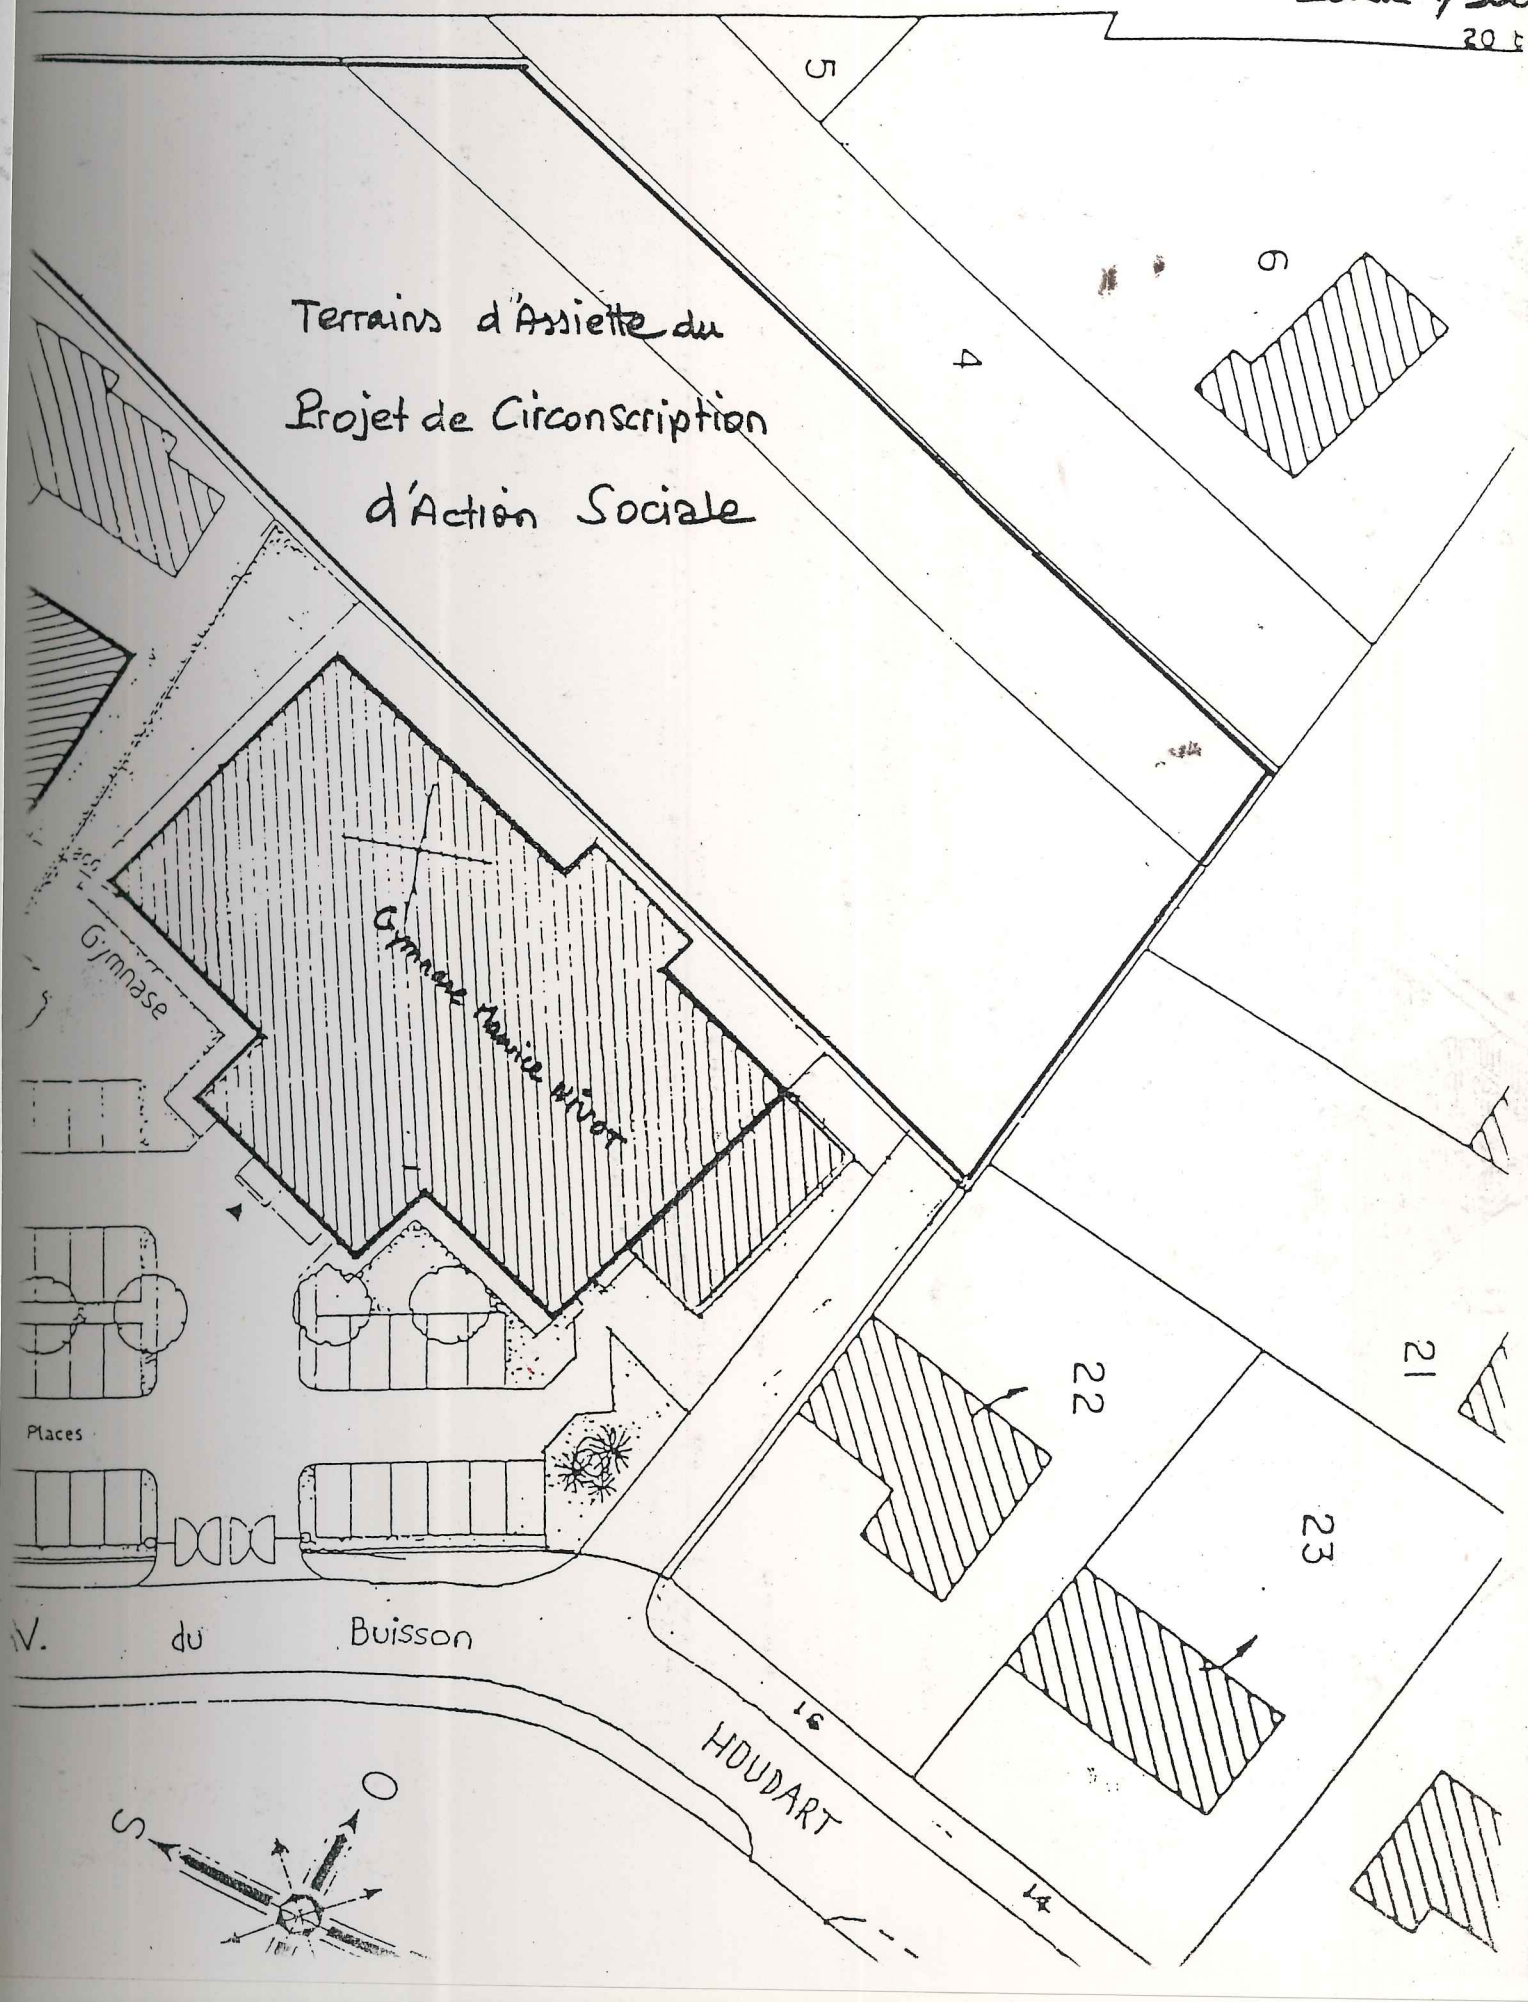 20
5
6
4
Terrains d'Assiette du
Projet de Circonscription
d'Action Sociale
Gymnase
Gymnase Maurice NIVOT
22
21
23
Places
V. du Buisson
16
HOUDART
14
O
S